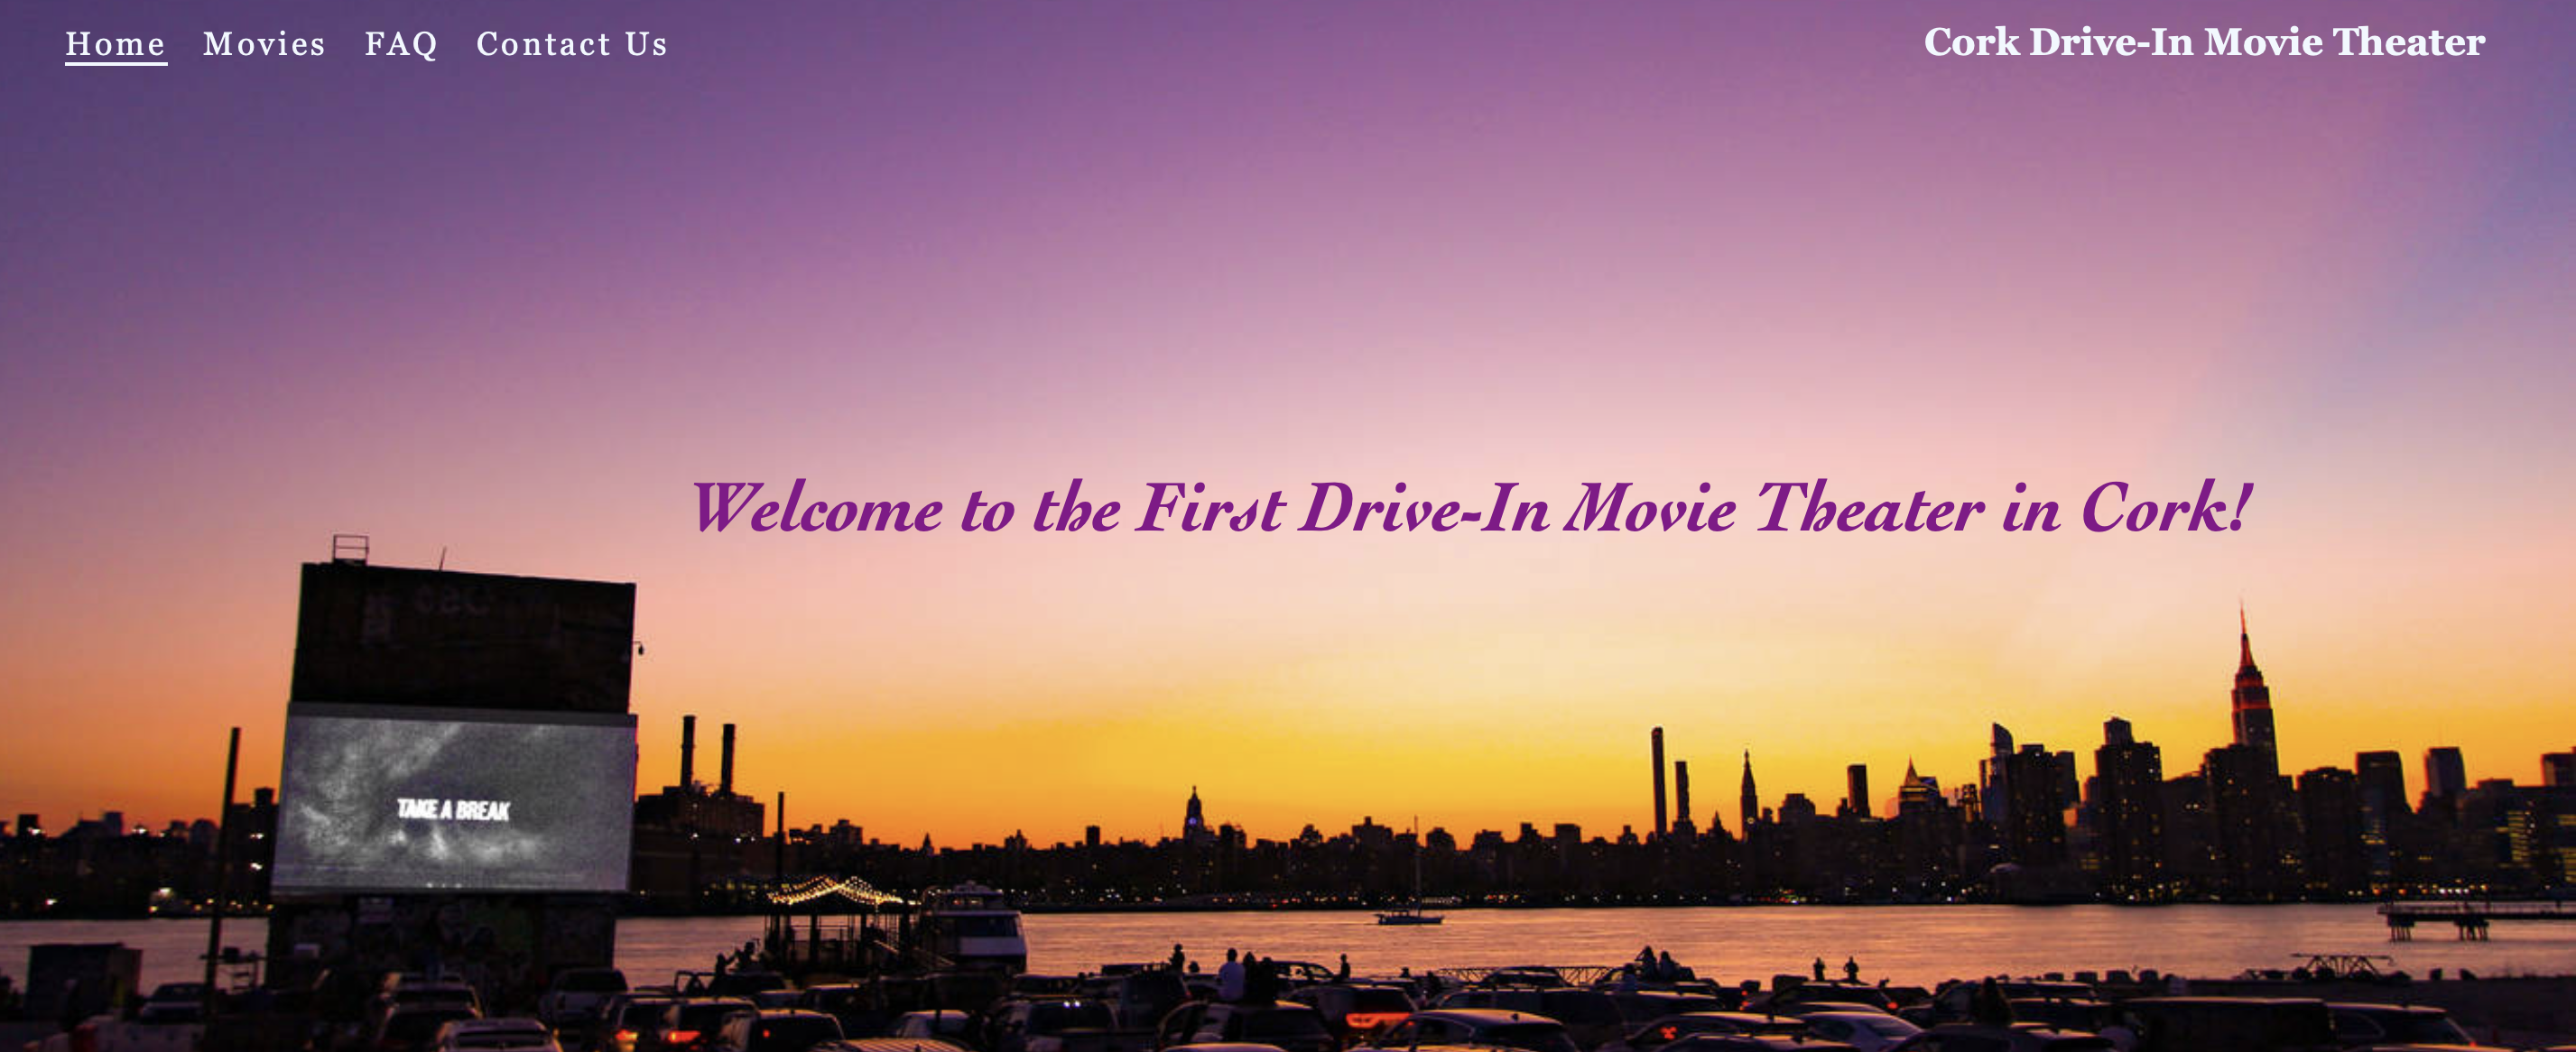 Home Movies FAQ Contact Us
Cork Drive-In Movie Theater
Welcome to the First Drive-In Movie Theater in Cork!
TAKE A BREAK